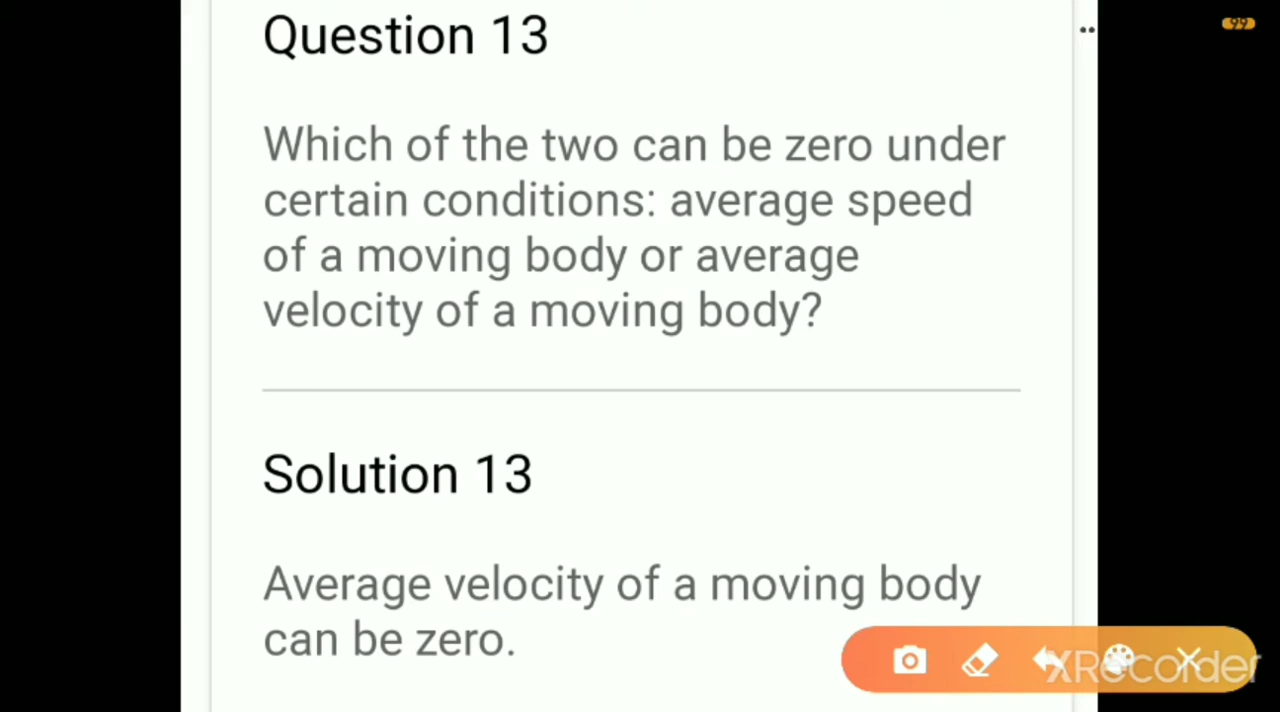 Question 13
99
Which of the two can be zero under
certain conditions: average speed
of a moving body or average
velocity of a moving body?
Solution 13
Average velocity of a moving body
can be zero.
XRecorder